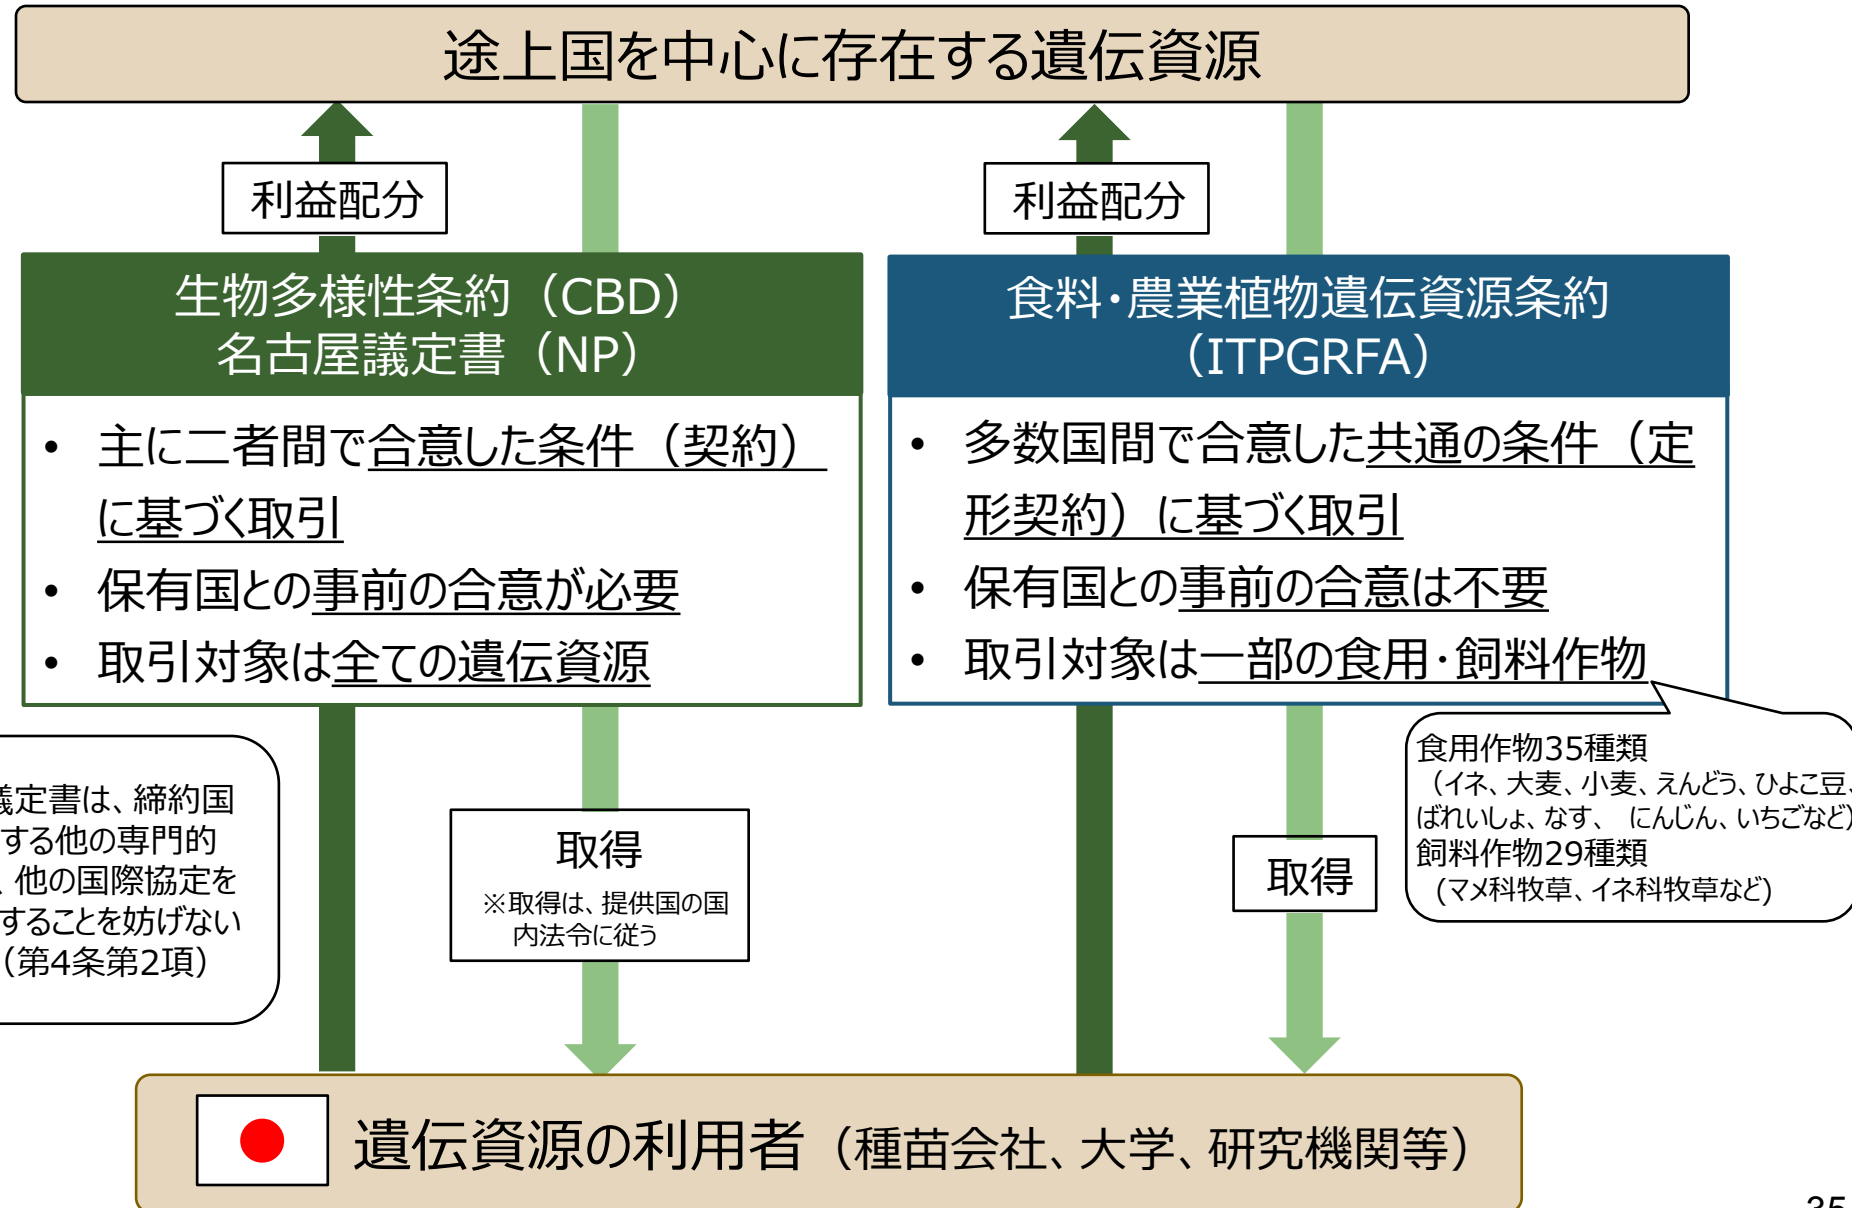 途上国を中心に存在する遺伝資源
利益配分
利益配分
生物多様性条約（CBD）
名古屋議定書（NP）
• 主に二者間で合意した条件（契約）
に基づく取引
• 保有国との事前の合意が必要
• 取引対象は全ての遺伝資源
食料・農業植物遺伝資源条約
（ITPGRFA）
• 多数国間で合意した共通の条件（定
形契約）に基づく取引
• 保有国との事前の合意は不要
• 取引対象は一部の食用・飼料作物
議定書は、締約国
する他の専門的
、他の国際協定を
することを妨げない
（第4条第2項）
取得
※取得は、提供国の国
内法令に従う
取得
食用作物35種類
（イネ、大麦、小麦、えんどう、ひよこ豆、
ばれいしょ、なす、 にんじん、いちごなど）
飼料作物29種類
(マメ科牧草、イネ科牧草など)
遺伝資源の利用者（種苗会社、大学、研究機関等）
35